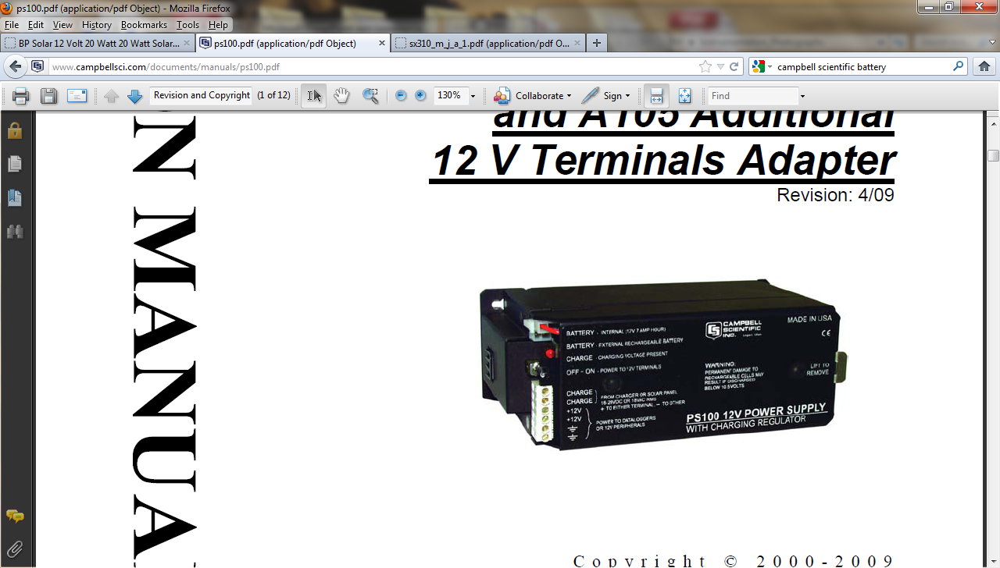 ps100.pdf (application/pdf Object) - Mozilla Firefox
File Edit View History Bookmarks Tools Help
BP Solar 12 Volt 20 Watt 20 Watt Solar...
ps100.pdf (application/pdf Object)
sx310_m_j_a_1.pdf (application/pdf O...
www.campbellsci.com/documents/manuals/ps100.pdf
campbell scientific battery
Revision and Copyright (1 of 12)
130%
Collaborate
Sign
Find
and A105 Additional
12 V Terminals Adapter
Revision: 4/09
ON MANUAL
BATTERY - INTERNAL (12V 7 AMP HOUR)
BATTERY - EXTERNAL RECHARGEABLE BATTERY
CHARGE - CHARGING VOLTAGE PRESENT
OFF - ON - POWER TO 12V TERMINALS
CHARGE
CHARGE
FROM CHARGER OR SOLAR PANEL
16-28VDC OR 18VAC RMS
+ TO EITHER TERMINAL, - TO OTHER
+12V
+12V
POWER TO DATALOGGERS
OR 12V PERIPHERALS
CAMPBELL
SCIENTIFIC
INC. Logan, Utah
MADE IN USA
CE
WARNING:
PERMANENT DAMAGE TO
RECHARGEABLE CELLS MAY
RESULT IF DISCHARGED
BELOW 10.5VOLTS
LIFT TO
REMOVE
PS100 12V POWER SUPPLY
WITH CHARGING REGULATOR
Copyright © 2000-2009